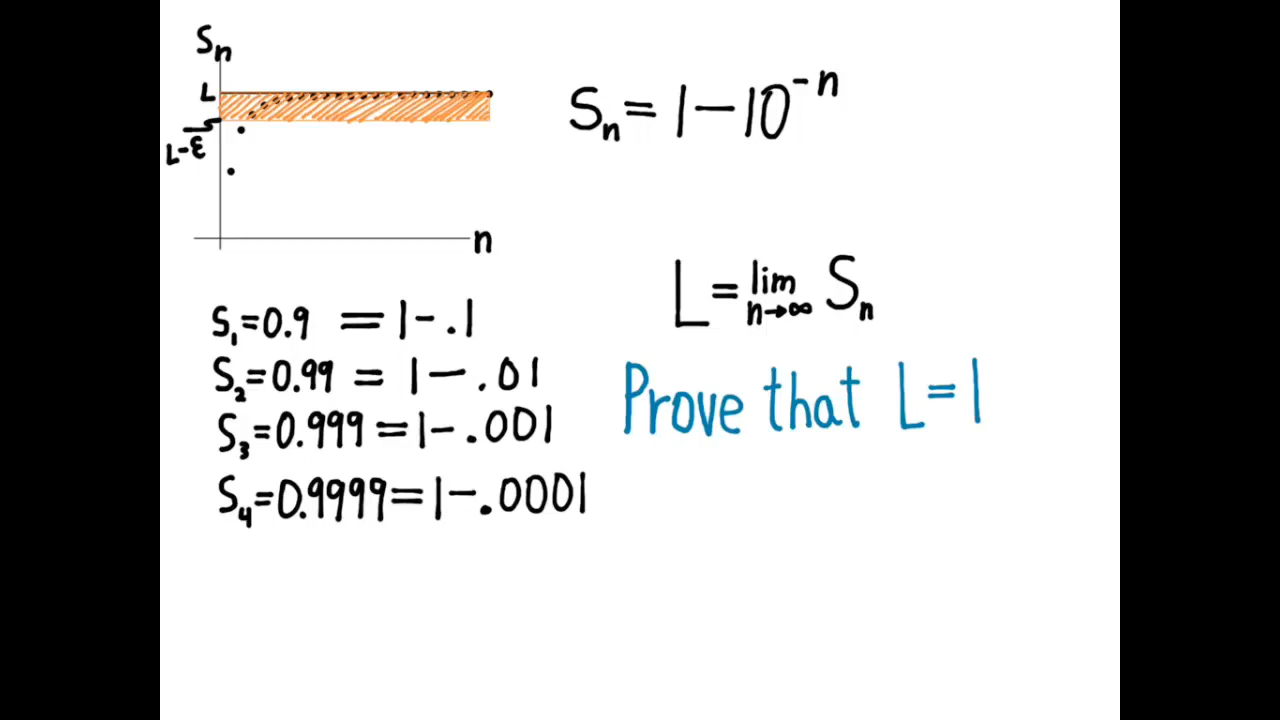 Sₙ
L
L-ε
n
Sₙ = 1 - 10⁻ⁿ
L = lim Sₙ
n→∞
S₁ = 0.9 = 1 - .1
S₂ = 0.99 = 1 - .01
S₃ = 0.999 = 1 - .001
S₄ = 0.9999 = 1 - .0001
Prove that L = 1